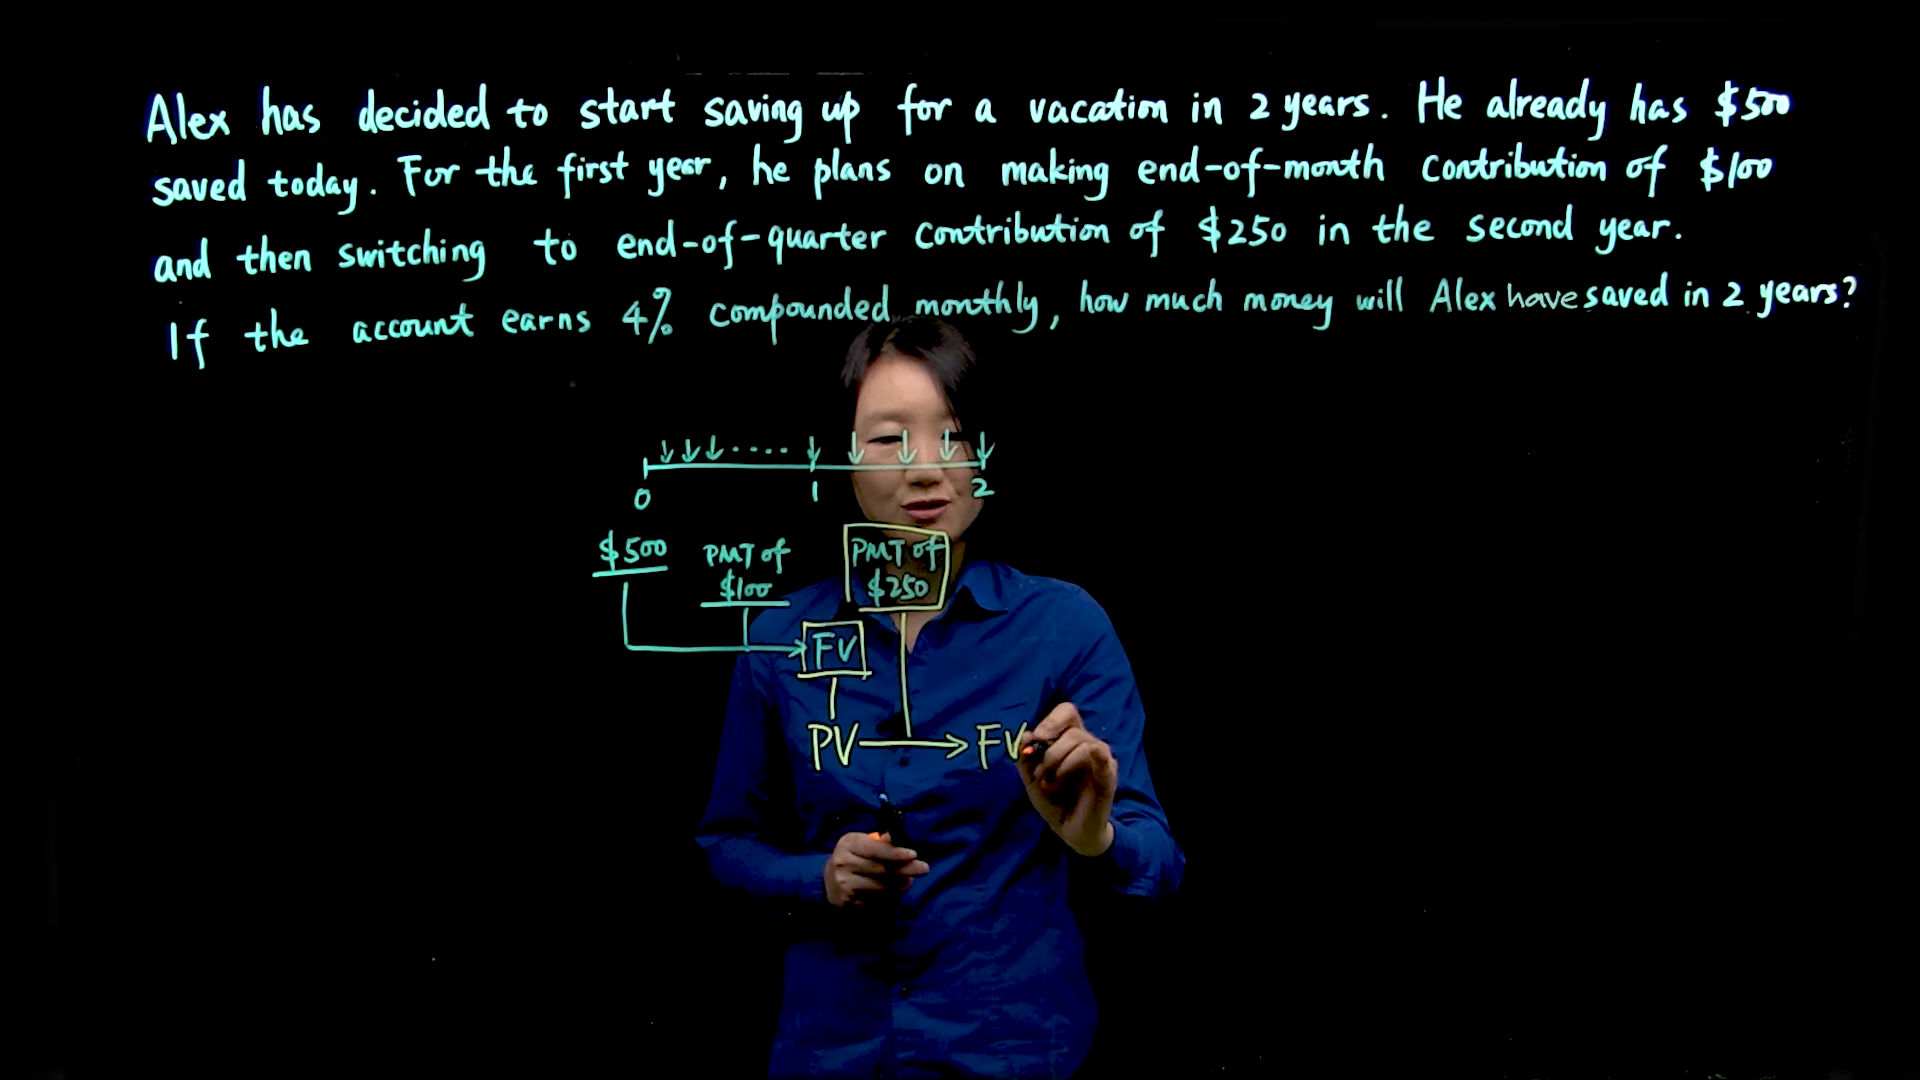 Alex has decided to start saving up for a vacation in 2 years. He already has $500
saved today. For the first year, he plans on making end-of-month contribution of $100
and then switching to end-of-quarter contribution of $250 in the second year.
If the account earns 4% compounded monthly, how much money will Alex have saved in 2 years?
0 1 2
$500 PMT of $100 PMT of $250
FV
PV FV